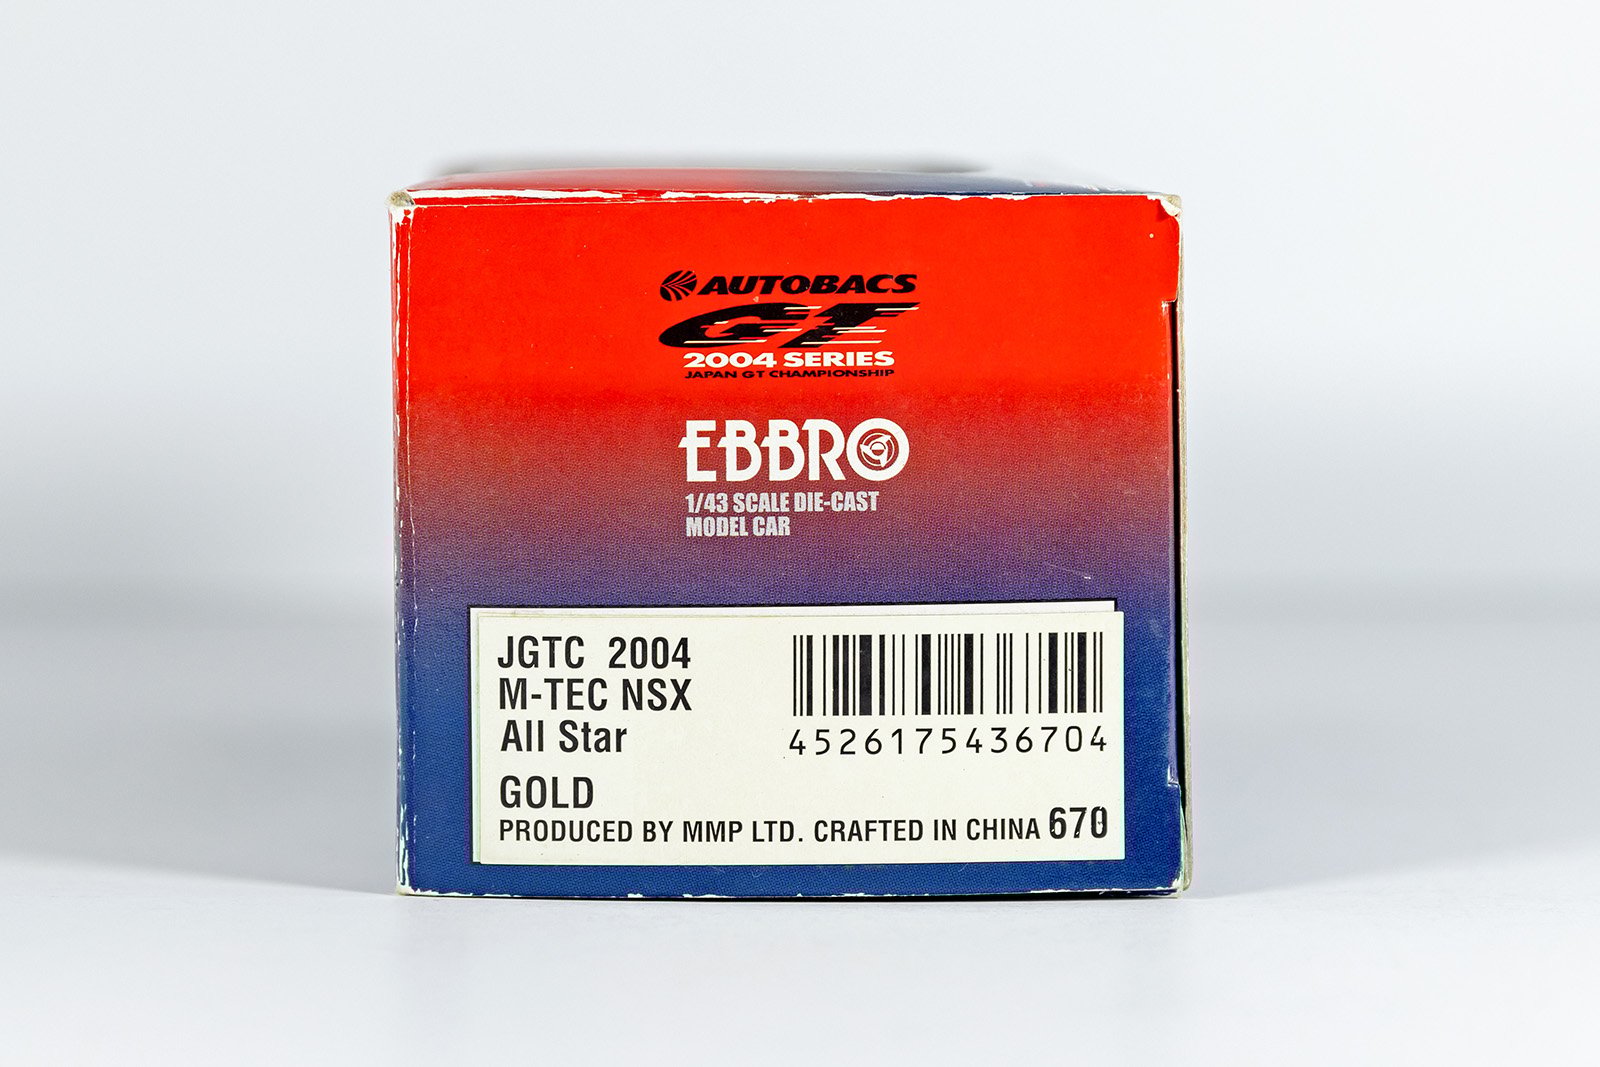 AUTOBACS
GT
2004 SERIES
JAPAN GT CHAMPIONSHIP
EBBRO
1/43 SCALE DIE-CAST
MODEL CAR
JGTC 2004
M-TEC NSX
All Star
GOLD
4526175436704
PRODUCED BY MMP LTD. CRAFTED IN CHINA 670